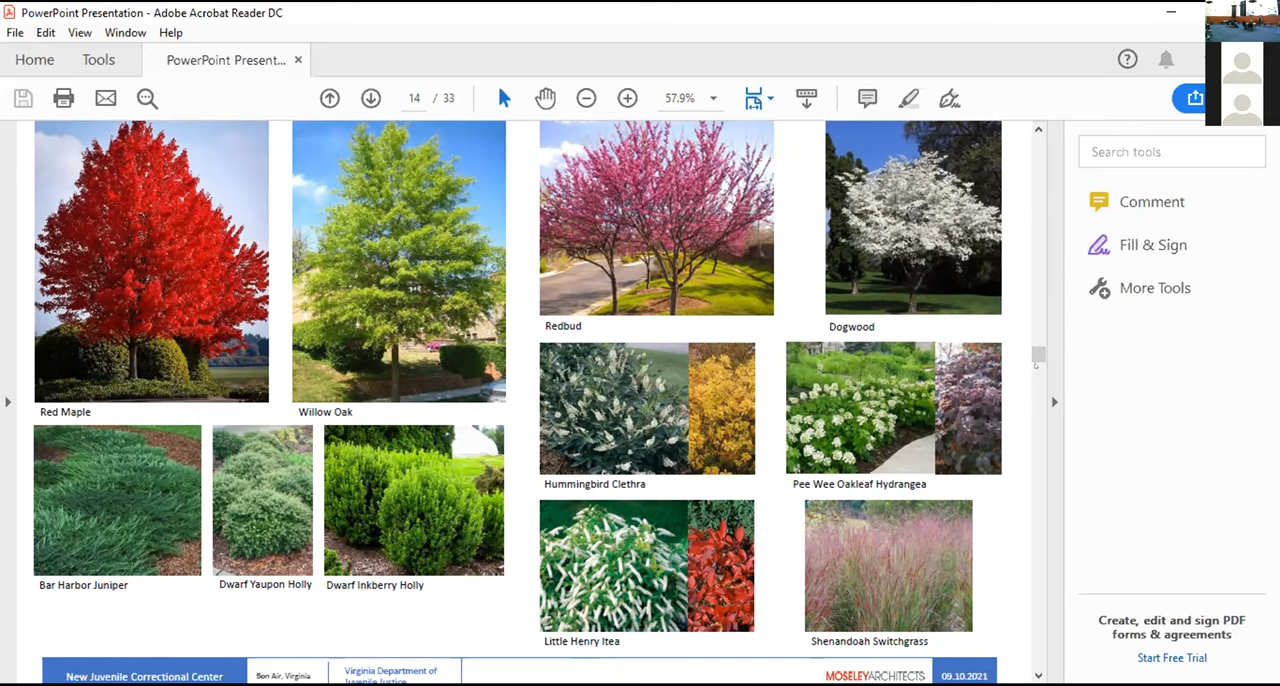 PowerPoint Presentation - Adobe Acrobat Reader DC
File Edit View Window Help
Home Tools PowerPoint Present... ×
14 / 33 57.9%
Search tools
Comment
Fill & Sign
More Tools
Redbud
Dogwood
Red Maple
Willow Oak
Hummingbird Clethra
Pee Wee Oakleaf Hydrangea
Bar Harbor Juniper
Dwarf Yaupon Holly
Dwarf Inkberry Holly
Little Henry Itea
Shenandoah Switchgrass
Create, edit and sign PDF
forms & agreements
Start Free Trial
New Juvenile Correctional Center
Bon Air, Virginia
Virginia Department of
Juvenile Justice
MOSELEYARCHITECTS
09.10.2021